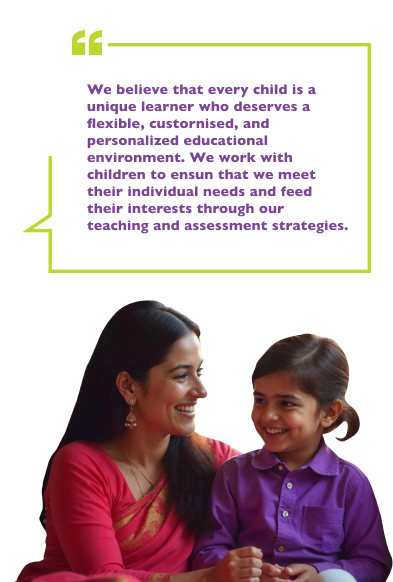 We believe that every child is a
unique learner who deserves a
flexible, custornised, and
personalized educational
environment. We work with
children to ensun that we meet
their individual needs and feed
their interests through our
teaching and assessment strategies.